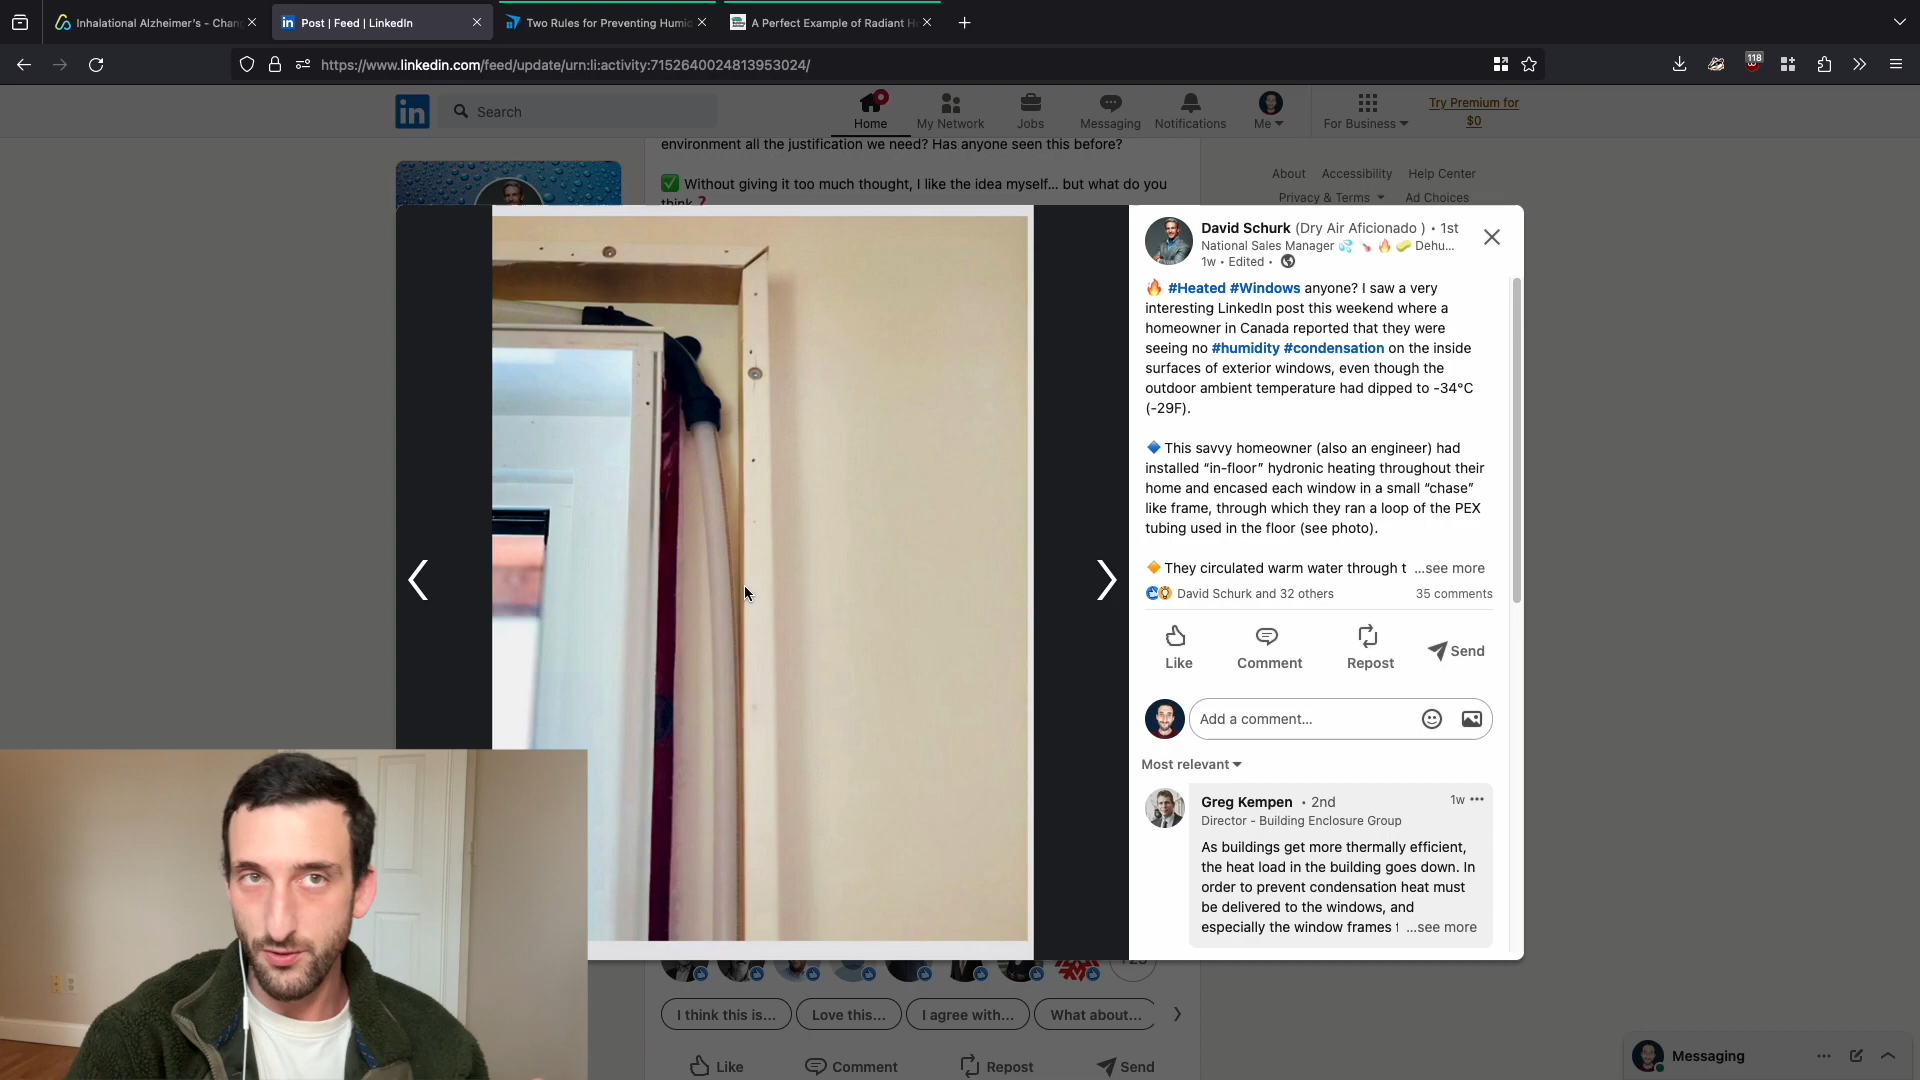 Inhalational Alzheimer's - Chan
Post | Feed | LinkedIn
Two Rules for Preventing Humi
A Perfect Example of Radiant H
https://www.linkedin.com/feed/update/urn:li:activity:7152640024813953024/
118
in
Search
Home
My Network
Jobs
Messaging
Notifications
Me
For Business
Try Premium for
$0
environment all the justification we need? Has anyone seen this before?
✅ Without giving it too much thought, I like the idea myself... but what do you
think ❓
About Accessibility Help Center
Privacy & Terms Ad Choices
David Schurk (Dry Air Aficionado ) • 1st
National Sales Manager 💦 🌡️ 🔥 🧽 Dehu...
1w • Edited •
🔥 #Heated #Windows anyone? I saw a very
interesting LinkedIn post this weekend where a
homeowner in Canada reported that they were
seeing no #humidity #condensation on the inside
surfaces of exterior windows, even though the
outdoor ambient temperature had dipped to -34°C
(-29F).
🔷 This savvy homeowner (also an engineer) had
installed “in-floor” hydronic heating throughout their
home and encased each window in a small “chase”
like frame, through which they ran a loop of the PEX
tubing used in the floor (see photo).
🔶 They circulated warm water through t ...see more
David Schurk and 32 others 35 comments
Like
Comment
Repost
Send
Add a comment...
Most relevant
Greg Kempen • 2nd 1w
Director - Building Enclosure Group
As buildings get more thermally efficient,
the heat load in the building goes down. In
order to prevent condensation heat must
be delivered to the windows, and
especially the window frames ...see more
I think this is...
Love this...
I agree with...
What about...
Like
Comment
Repost
Send
Messaging